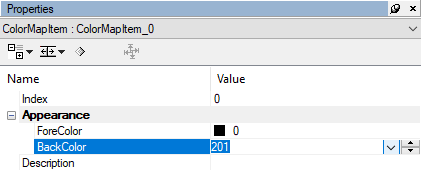 Properties
ColorMapItem : ColorMapItem_0
Name Value
Index 0
Appearance
ForeColor 0
BackColor 201
Description